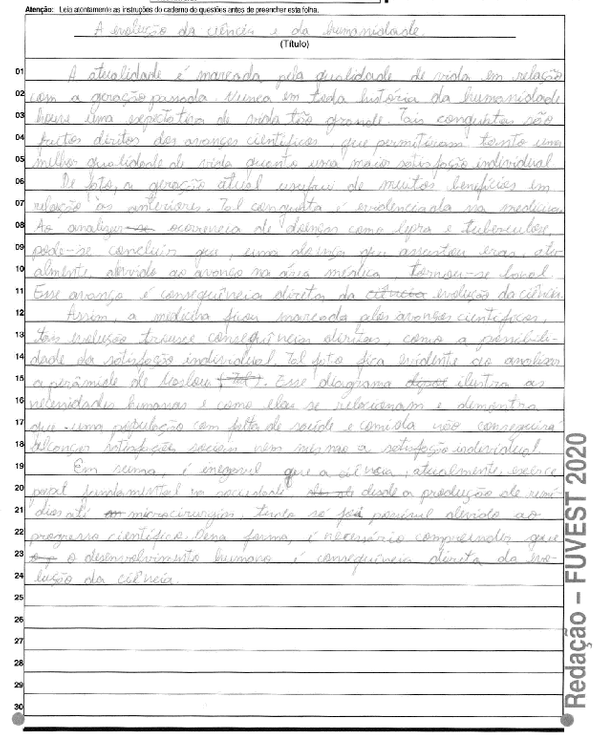 Atenção: Leia atentamente as instruções do caderno de questões antes de preencher esta folha.
A evolução da ciência e da humanidade.
(Título)
01 A atualidade é marcada pela qualidade de vida em relação
02 com a geração passada. Nunca em toda história da humanidade
03 houve uma expectativa de vida tão grande. Tais conquistas são
04 frutos diretos dos avanços científicos que permitiram tanto uma
05 melhor qualidade de vida quanto uma maior satisfação individual.
06 De fato, a geração atual usufrui de muitos benefícios em
07 relação às anteriores. Tal conquista é evidenciada na medicina.
08 Ao analizar a ocorrencia de doenças como lepra e tuberculose,
09 pode-se concluir que, uma doença que assustou eras, atu-
10 almente, devido ao avanço na área médica, tornou-se banal.
11 Esse avanço é consequência direta da ciência evolução da ciência.
12 Assim, a medicina ficou marcada pelos avanços científicos,
13 tais evolução trouxe consequências diretas, como a possibili-
14 dade da satisfação individual. Tal fato fica evidente ao analizar
15 a pirâmide de Maslow (Tal). Esse diagrama ilustra as
16 necessidades humanas e como elas se relacionam e demonstra
17 que uma população com falta de saúde e comida não conseguirá
18 alcançar satisfações sociais nem mesmo a satisfação individual.
19 Em suma, é inegavel que a ciência, atualmente, exerce
20 papel fundamental na sociedade desde a produção de remé-
21 dios até microcirurgias. Tanto só foi possível devido ao
22 progresso científico. Dessa forma, é necessário compreender que
23 o desenvolvimento humano é consequência direta da evo-
24 lução da ciência.
25
26
27
28
29
30
Redação – FUVEST 2020